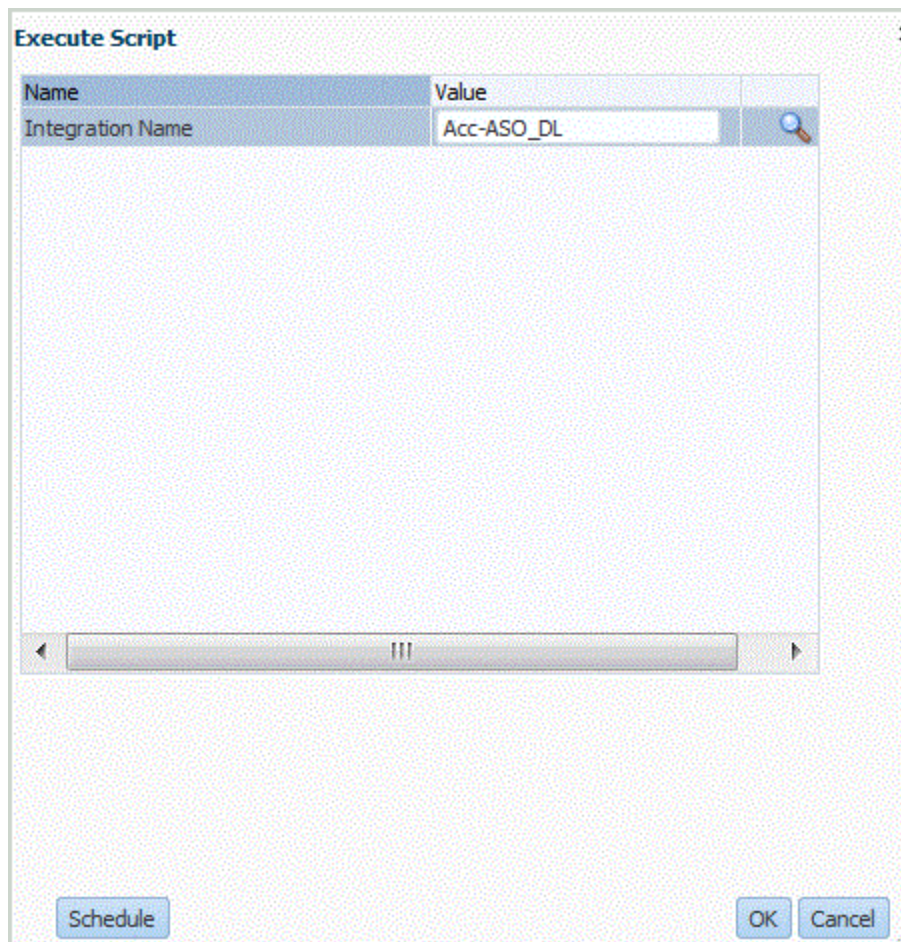 Execute Script
Name Value
Integration Name Acc-ASO_DL
Schedule OK Cancel